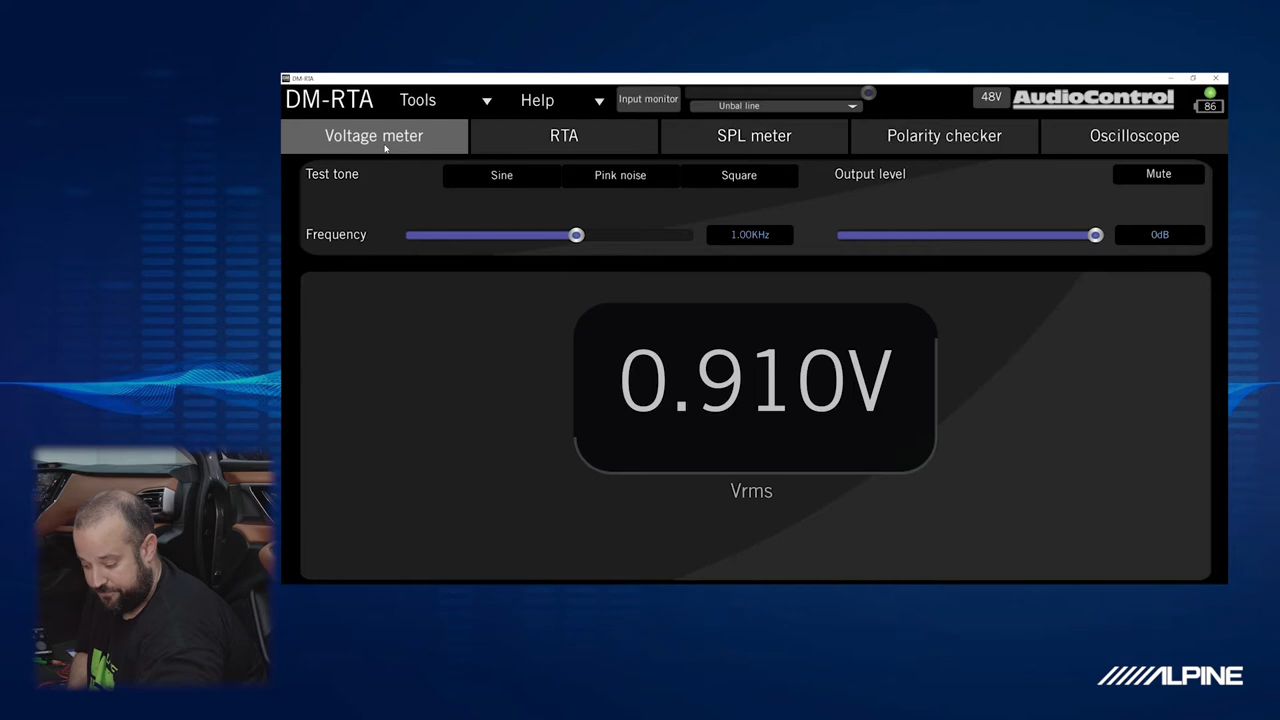 DM-RTA
DM-RTA Tools Help Input monitor Unbal line 48V AudioControl 86
Voltage meter RTA SPL meter Polarity checker Oscilloscope
Test tone Sine Pink noise Square Output level Mute
Frequency 1.00KHz 0dB
0.910V
Vrms
ALPINE